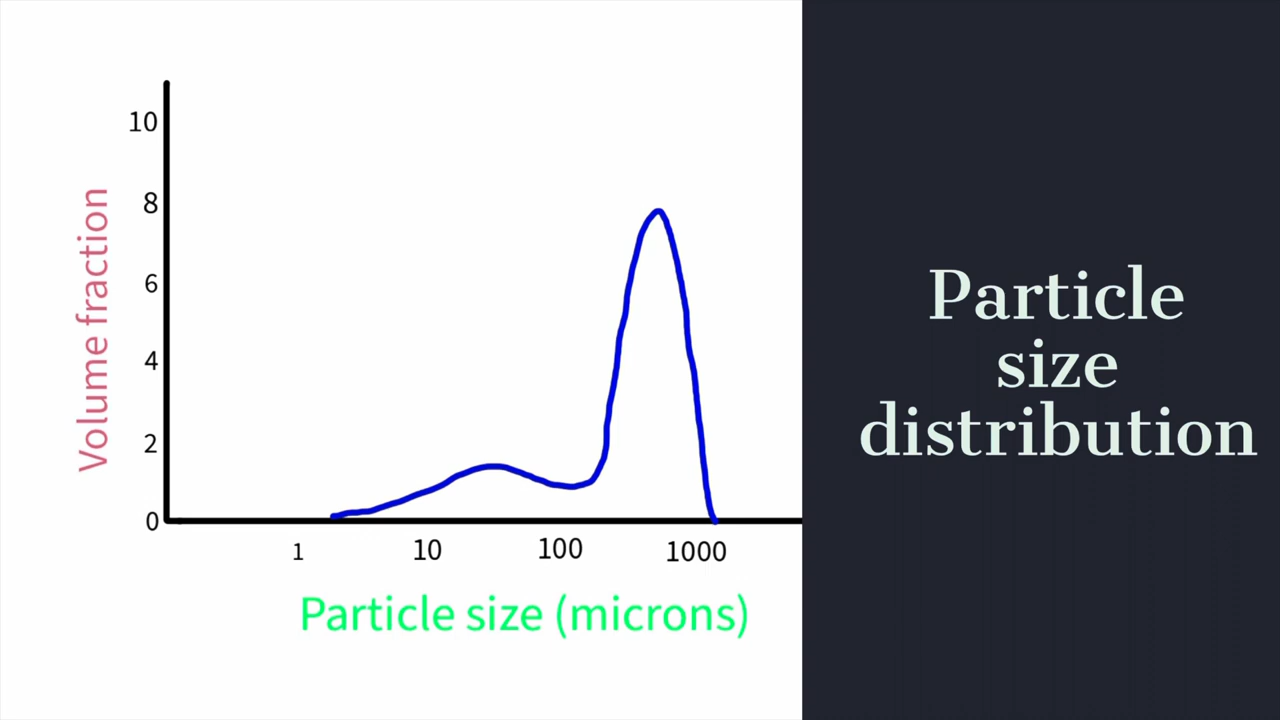 10
8
6
4
2
0
Volume fraction
1 10 100 1000
Particle size (microns)
Particle
size
distribution